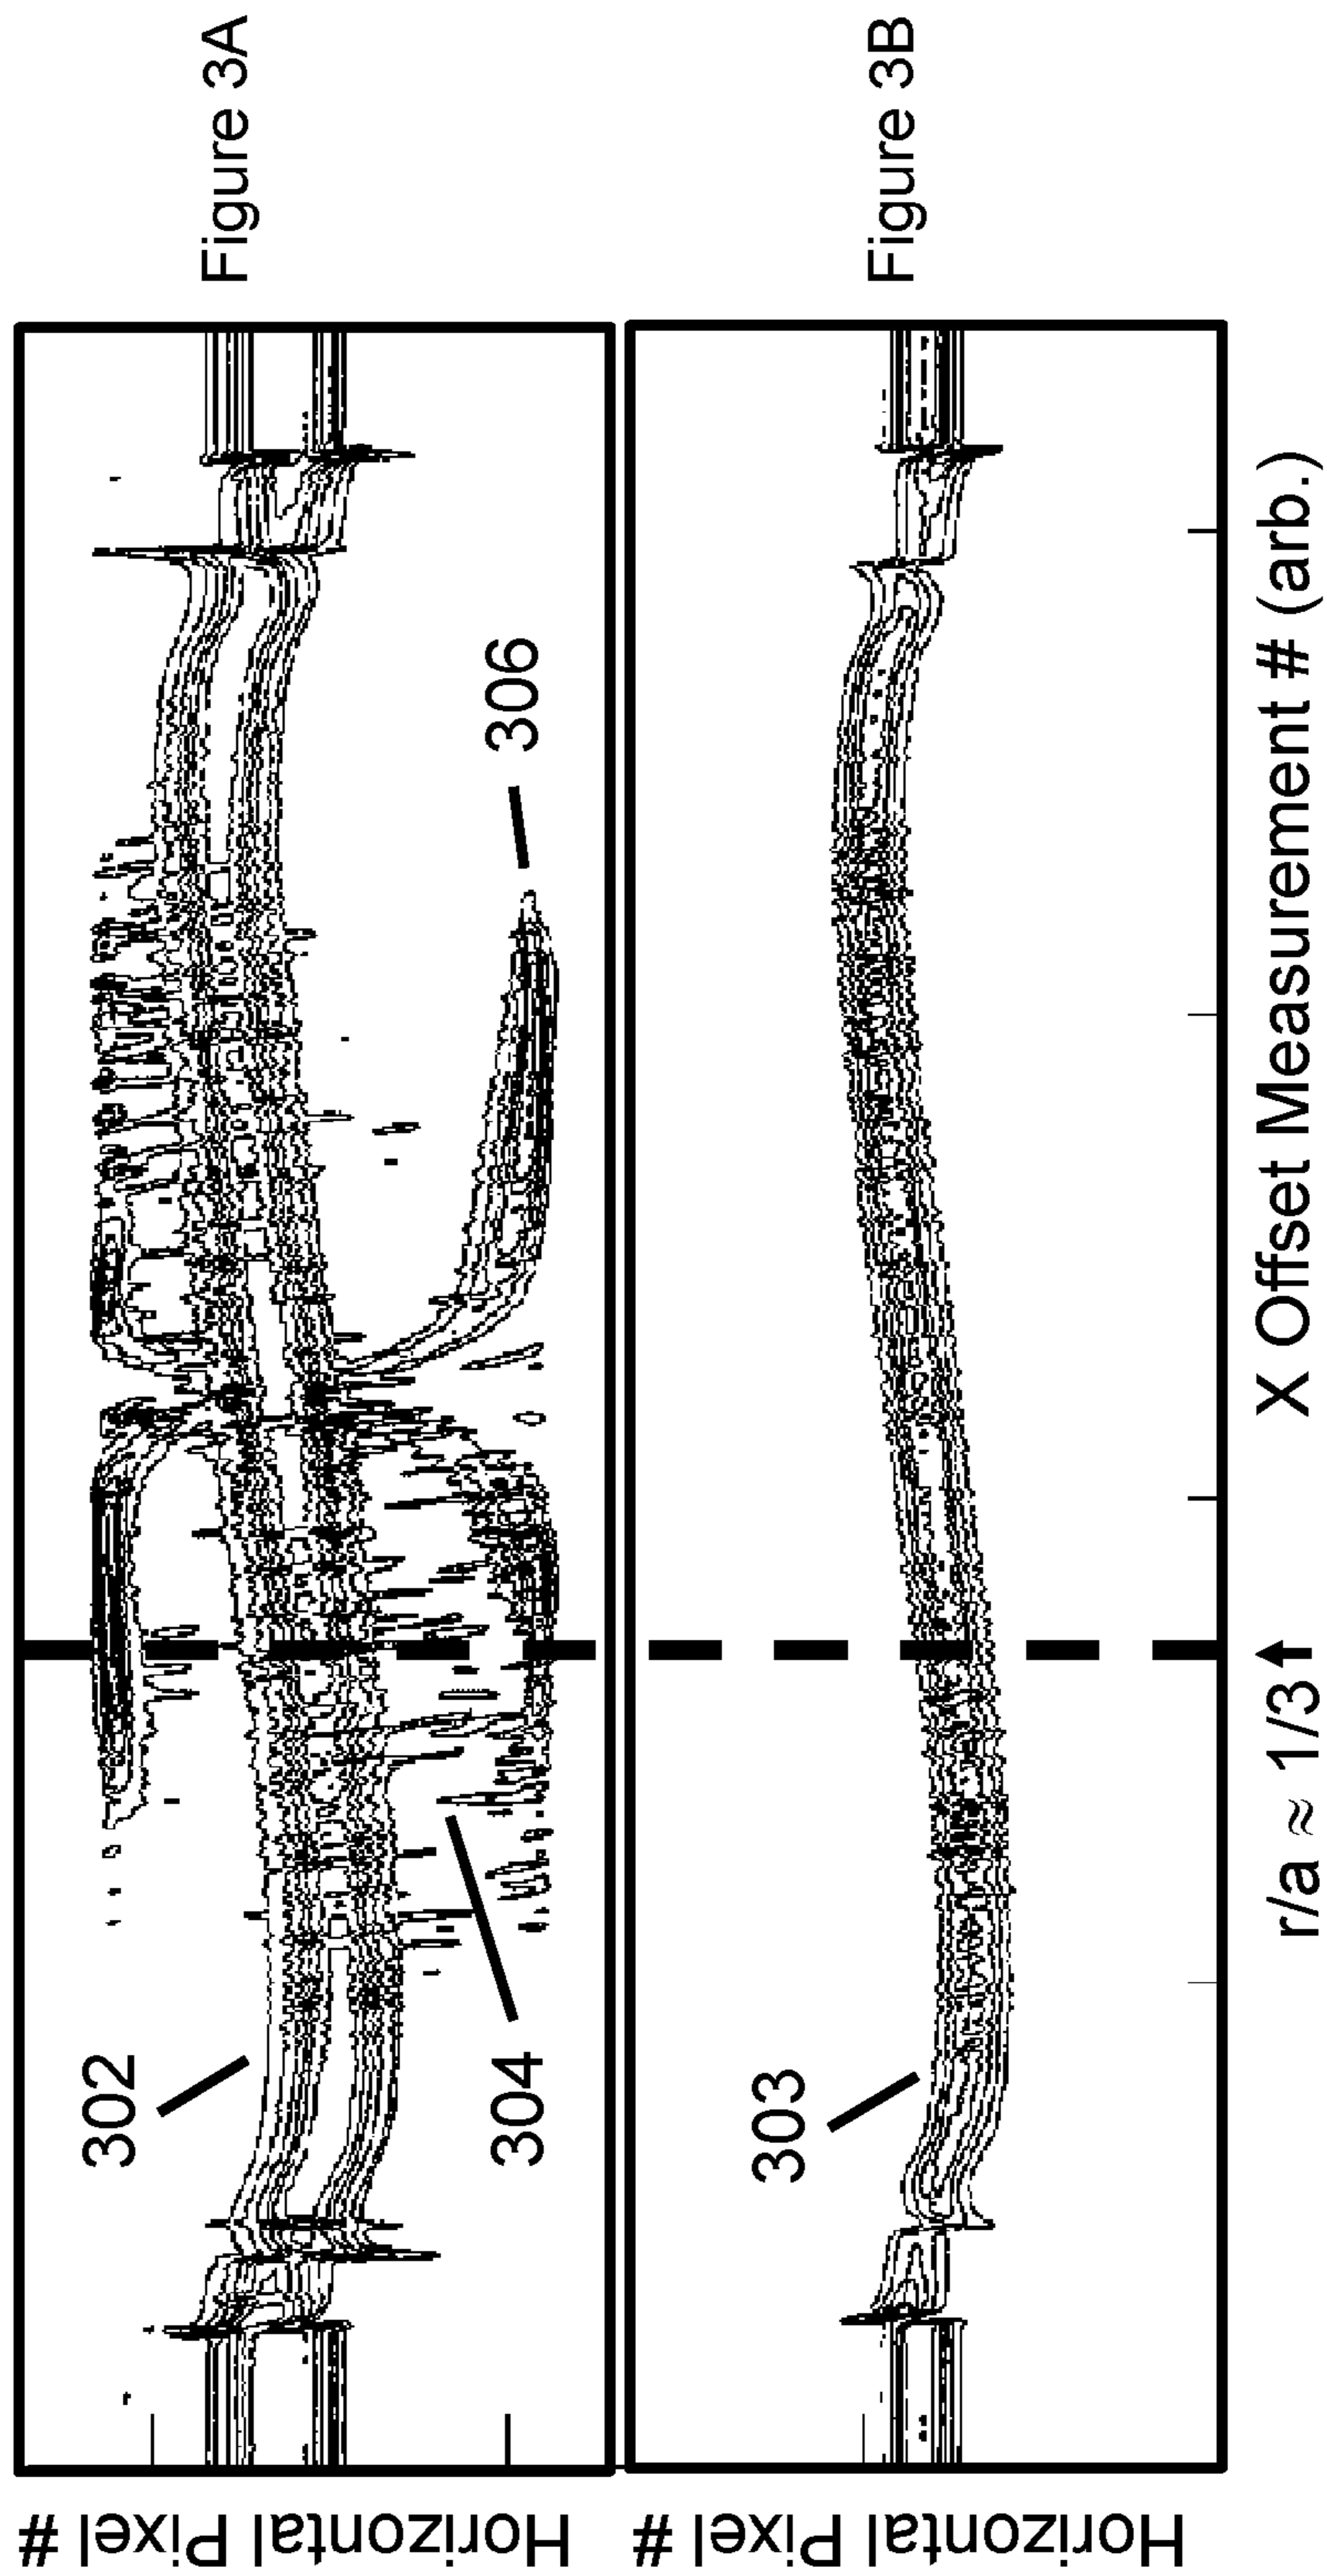 Figure 3A
302
304
306
Horizontal Pixel #
Figure 3B
303
Horizontal Pixel #
r/a ≈ 1/3
X Offset Measurement # (arb.)